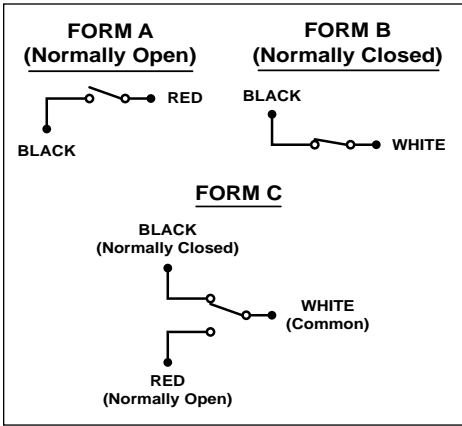 FORM A
(Normally Open)
RED
BLACK
FORM B
(Normally Closed)
BLACK
WHITE
FORM C
BLACK
(Normally Closed)
WHITE
(Common)
RED
(Normally Open)